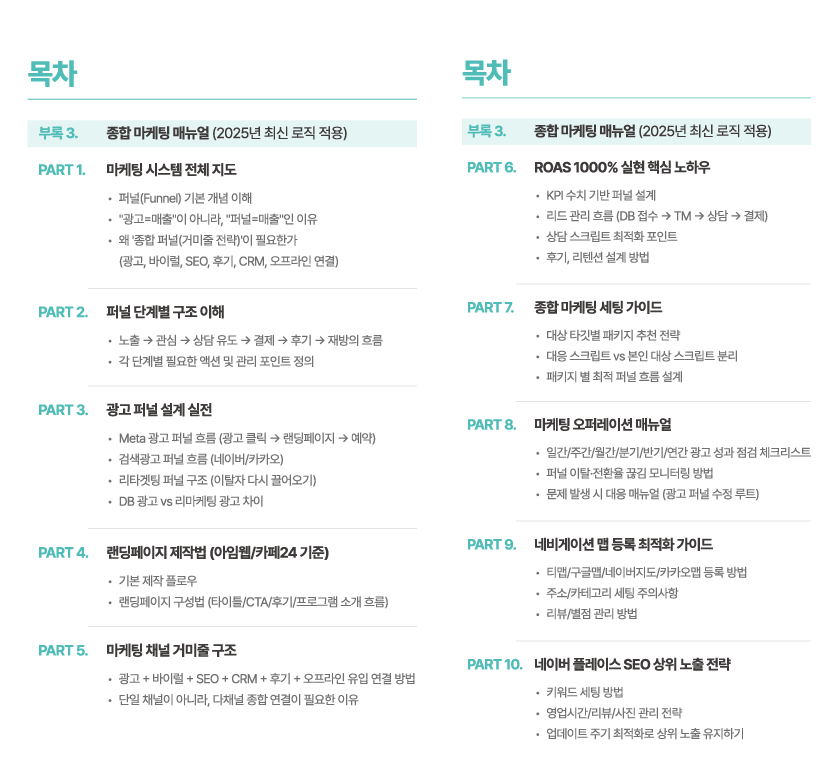 목차
부록 3. 종합 마케팅 매뉴얼 (2025년 최신 로직 적용)
PART 1. 마케팅 시스템 전체 지도
• 퍼널(Funnel) 기본 개념 이해
• "광고=매출"이 아니라, "퍼널=매출"인 이유
• 왜 '종합 퍼널(거미줄 전략)'이 필요한가
(광고, 바이럴, SEO, 후기, CRM, 오프라인 연결)
PART 2. 퍼널 단계별 구조 이해
• 노출 → 관심 → 상담 유도 → 결제 → 후기 → 재방의 흐름
• 각 단계별 필요한 액션 및 관리 포인트 정의
PART 3. 광고 퍼널 설계 실전
• Meta 광고 퍼널 흐름 (광고 클릭 → 랜딩페이지 → 예약)
• 검색광고 퍼널 흐름 (네이버/카카오)
• 리타겟팅 퍼널 구조 (이탈자 다시 끌어오기)
• DB 광고 vs 리마케팅 광고 차이
PART 4. 랜딩페이지 제작법 (아임웹/카페24 기준)
• 기본 제작 플로우
• 랜딩페이지 구성법 (타이틀/CTA/후기/프로그램 소개 흐름)
PART 5. 마케팅 채널 거미줄 구조
• 광고 + 바이럴 + SEO + CRM + 후기 + 오프라인 유입 연결 방법
• 단일 채널이 아니라, 다채널 종합 연결이 필요한 이유
목차
부록 3. 종합 마케팅 매뉴얼 (2025년 최신 로직 적용)
PART 6. ROAS 1000% 실현 핵심 노하우
• KPI 수치 기반 퍼널 설계
• 리드 관리 흐름 (DB 접수 → TM → 상담 → 결제)
• 상담 스크립트 최적화 포인트
• 후기, 리텐션 설계 방법
PART 7. 종합 마케팅 세팅 가이드
• 대상 타깃별 패키지 추천 전략
• 대응 스크립트 vs 본인 대상 스크립트 분리
• 패키지 별 최적 퍼널 흐름 설계
PART 8. 마케팅 오퍼레이션 매뉴얼
• 일간/주간/월간/분기/반기/연간 광고 성과 점검 체크리스트
• 퍼널 이탈·전환율 끊김 모니터링 방법
• 문제 발생 시 대응 매뉴얼 (광고 퍼널 수정 루트)
PART 9. 네비게이션 맵 등록 최적화 가이드
• 티맵/구글맵/네이버지도/카카오맵 등록 방법
• 주소/카테고리 세팅 주의사항
• 리뷰/별점 관리 방법
PART 10. 네이버 플레이스 SEO 상위 노출 전략
• 키워드 세팅 방법
• 영업시간/리뷰/사진 관리 전략
• 업데이트 주기 최적화로 상위 노출 유지하기